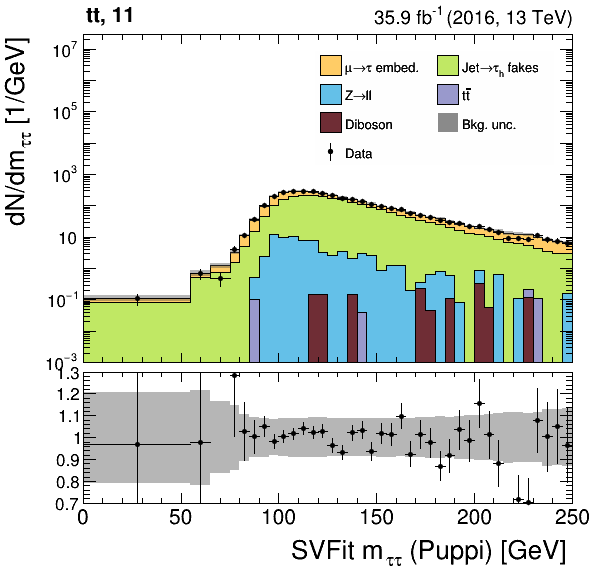 tt, 11 35.9 fb⁻¹ (2016, 13 TeV)
dN/dm_ττ [1/GeV]
10⁷
10⁵
10³
10
10⁻¹
10⁻³
μ→τ embed. Jet→τ_h fakes
Z→ll tt̄
Diboson Bkg. unc.
Data
1.3
1.2
1.1
1
0.9
0.8
0.7
0 50 100 150 200 250
SVFit m_ττ (Puppi) [GeV]